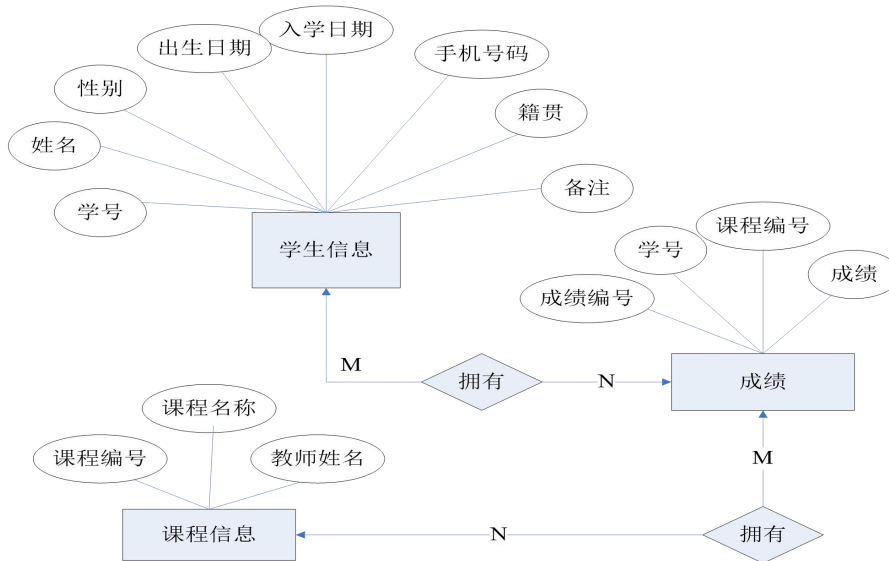 入学日期
出生日期
手机号码
性别
籍贯
姓名
备注
学号
学生信息
课程编号
学号
成绩
成绩编号
M
拥有
N
成绩
课程名称
课程编号
教师姓名
M
课程信息
N
拥有